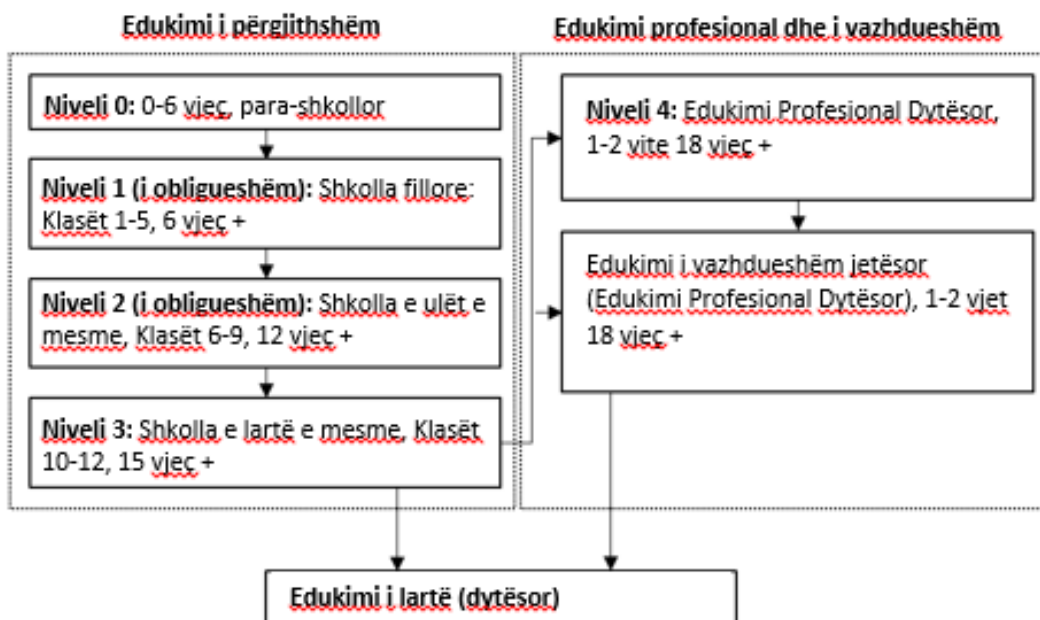 Edukimi i përgjithshëm
Niveli 0: 0-6 vjeç, para-shkollor
Niveli 1 (i obligueshëm): Shkolla fillore:
Klasët 1-5, 6 vjeç +
Niveli 2 (i obligueshëm): Shkolla e ulët e
mesme, Klasët 6-9, 12 vjeç +
Niveli 3: Shkolla e lartë e mesme, Klasët
10-12, 15 vjeç +
Edukimi profesional dhe i vazhdueshëm
Niveli 4: Edukimi Profesional Dytësor,
1-2 vite 18 vjeç +
Edukimi i vazhdueshëm jetësor
(Edukimi Profesional Dytësor), 1-2 vjet
18 vjeç +
Edukimi i lartë (dytësor)